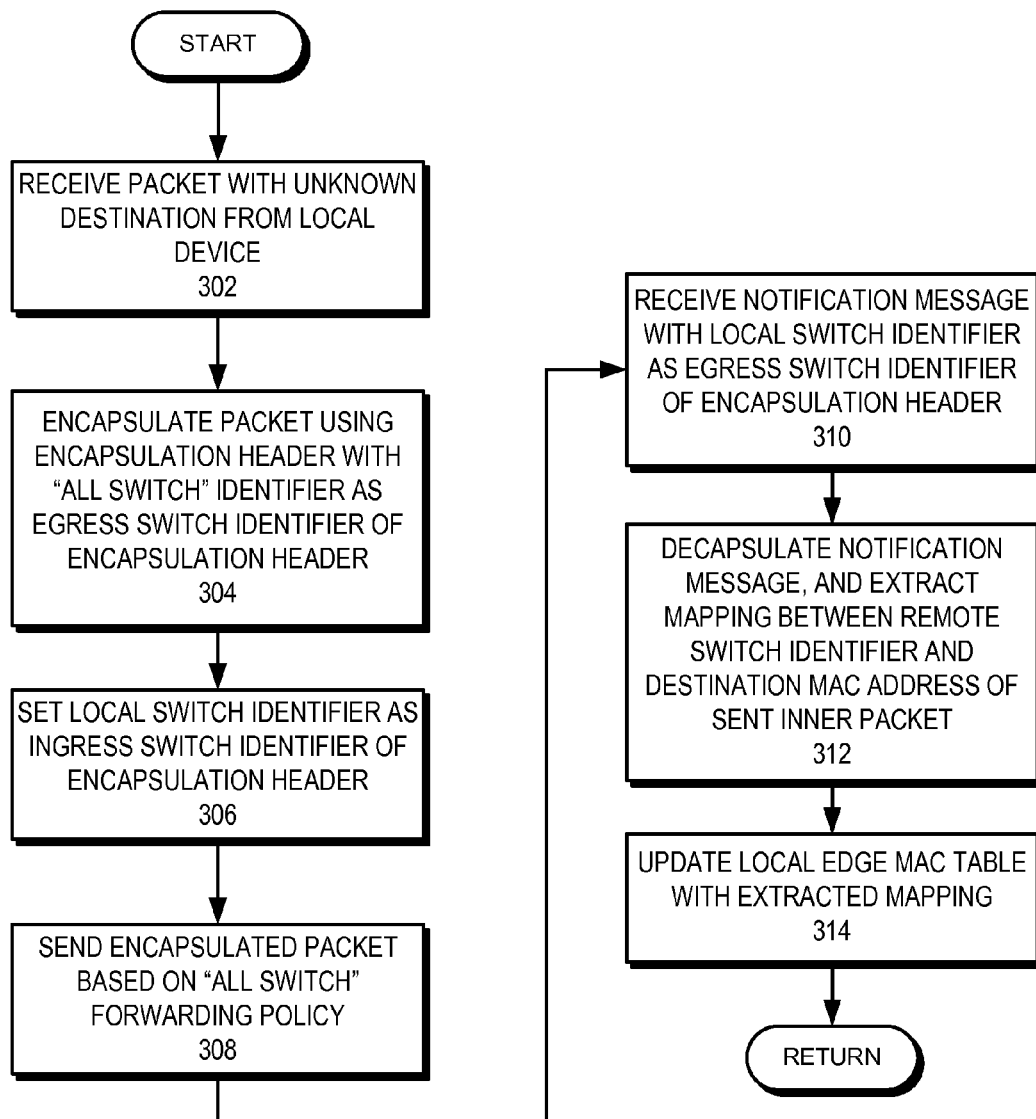 START
RECEIVE PACKET WITH UNKNOWN
DESTINATION FROM LOCAL
DEVICE
302
ENCAPSULATE PACKET USING
ENCAPSULATION HEADER WITH
“ALL SWITCH” IDENTIFIER AS
EGRESS SWITCH IDENTIFIER OF
ENCAPSULATION HEADER
304
SET LOCAL SWITCH IDENTIFIER AS
INGRESS SWITCH IDENTIFIER OF
ENCAPSULATION HEADER
306
SEND ENCAPSULATED PACKET
BASED ON “ALL SWITCH”
FORWARDING POLICY
308
RECEIVE NOTIFICATION MESSAGE
WITH LOCAL SWITCH IDENTIFIER
AS EGRESS SWITCH IDENTIFIER
OF ENCAPSULATION HEADER
310
DECAPSULATE NOTIFICATION
MESSAGE, AND EXTRACT
MAPPING BETWEEN REMOTE
SWITCH IDENTIFIER AND
DESTINATION MAC ADDRESS OF
SENT INNER PACKET
312
UPDATE LOCAL EDGE MAC TABLE
WITH EXTRACTED MAPPING
314
RETURN